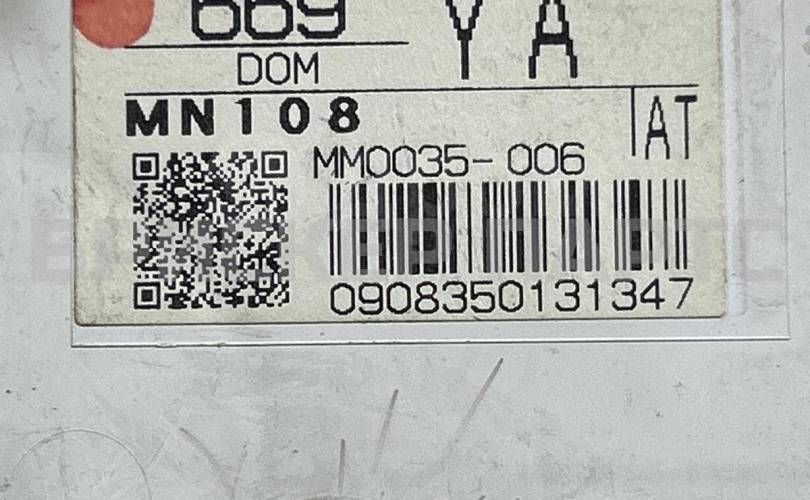 669 YA
DOM
MN108
AT
MM0035-006
0908350131347